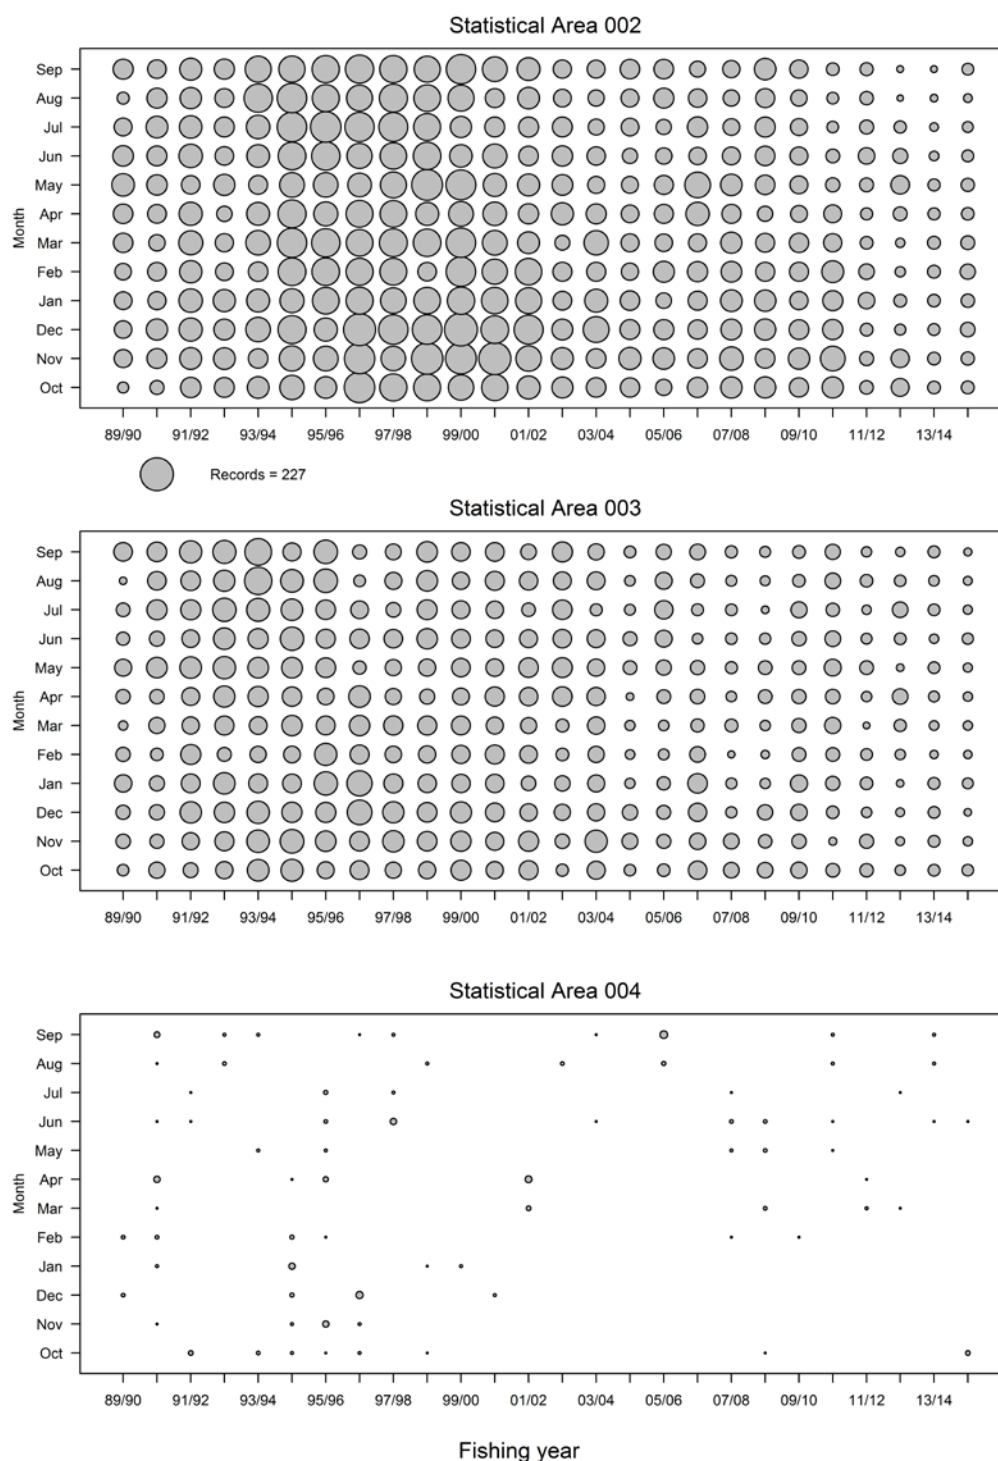 Statistical Area 002
Sep
Aug
Jul
Jun
May
Apr
Mar
Feb
Jan
Dec
Nov
Oct
Month
89/90 91/92 93/94 95/96 97/98 99/00 01/02 03/04 05/06 07/08 09/10 11/12 13/14
Records = 227
Statistical Area 003
Sep
Aug
Jul
Jun
May
Apr
Mar
Feb
Jan
Dec
Nov
Oct
Month
89/90 91/92 93/94 95/96 97/98 99/00 01/02 03/04 05/06 07/08 09/10 11/12 13/14
Statistical Area 004
Sep
Aug
Jul
Jun
May
Apr
Mar
Feb
Jan
Dec
Nov
Oct
Month
89/90 91/92 93/94 95/96 97/98 99/00 01/02 03/04 05/06 07/08 09/10 11/12 13/14
Fishing year